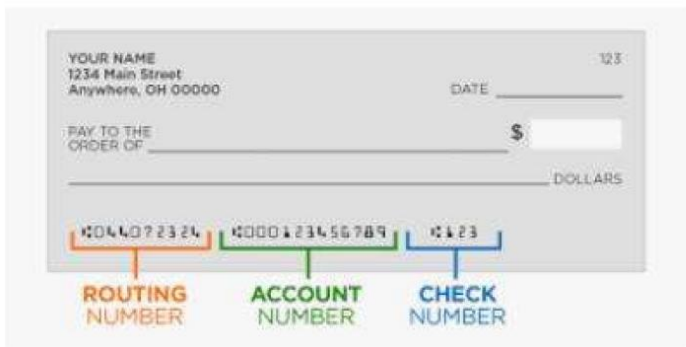 YOUR NAME
123
1234 Main Street
Anywhere, OH 00000
DATE
PAY TO THE
ORDER OF
$
DOLLARS
⑆044072324 ⑆000123456789 ⑆123
ROUTING
NUMBER
ACCOUNT
NUMBER
CHECK
NUMBER